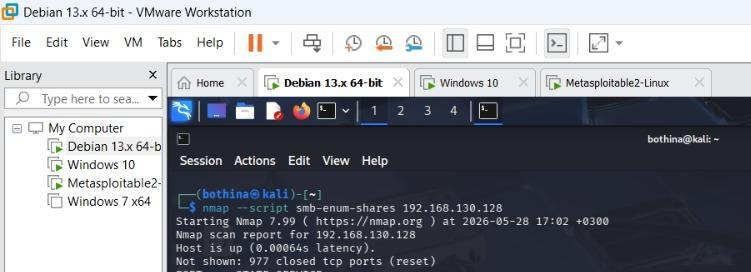 Debian 13.x 64-bit - VMware Workstation
File Edit View VM Tabs Help
Library X
Type here to sea...
Home Debian 13.x 64-bit Windows 10 Metasploitable2-Linux
My Computer
Debian 13.x 64-b
Windows 10
Metasploitable2-
Windows 7 x64
1 2 3 4
bothina@kali: ~
Session Actions Edit View Help
┌──(bothina㉿kali)-[~]
└─$ nmap --script smb-enum-shares 192.168.130.128
Starting Nmap 7.99 ( https://nmap.org ) at 2026-05-28 17:02 +0300
Nmap scan report for 192.168.130.128
Host is up (0.00064s latency).
Not shown: 977 closed tcp ports (reset)